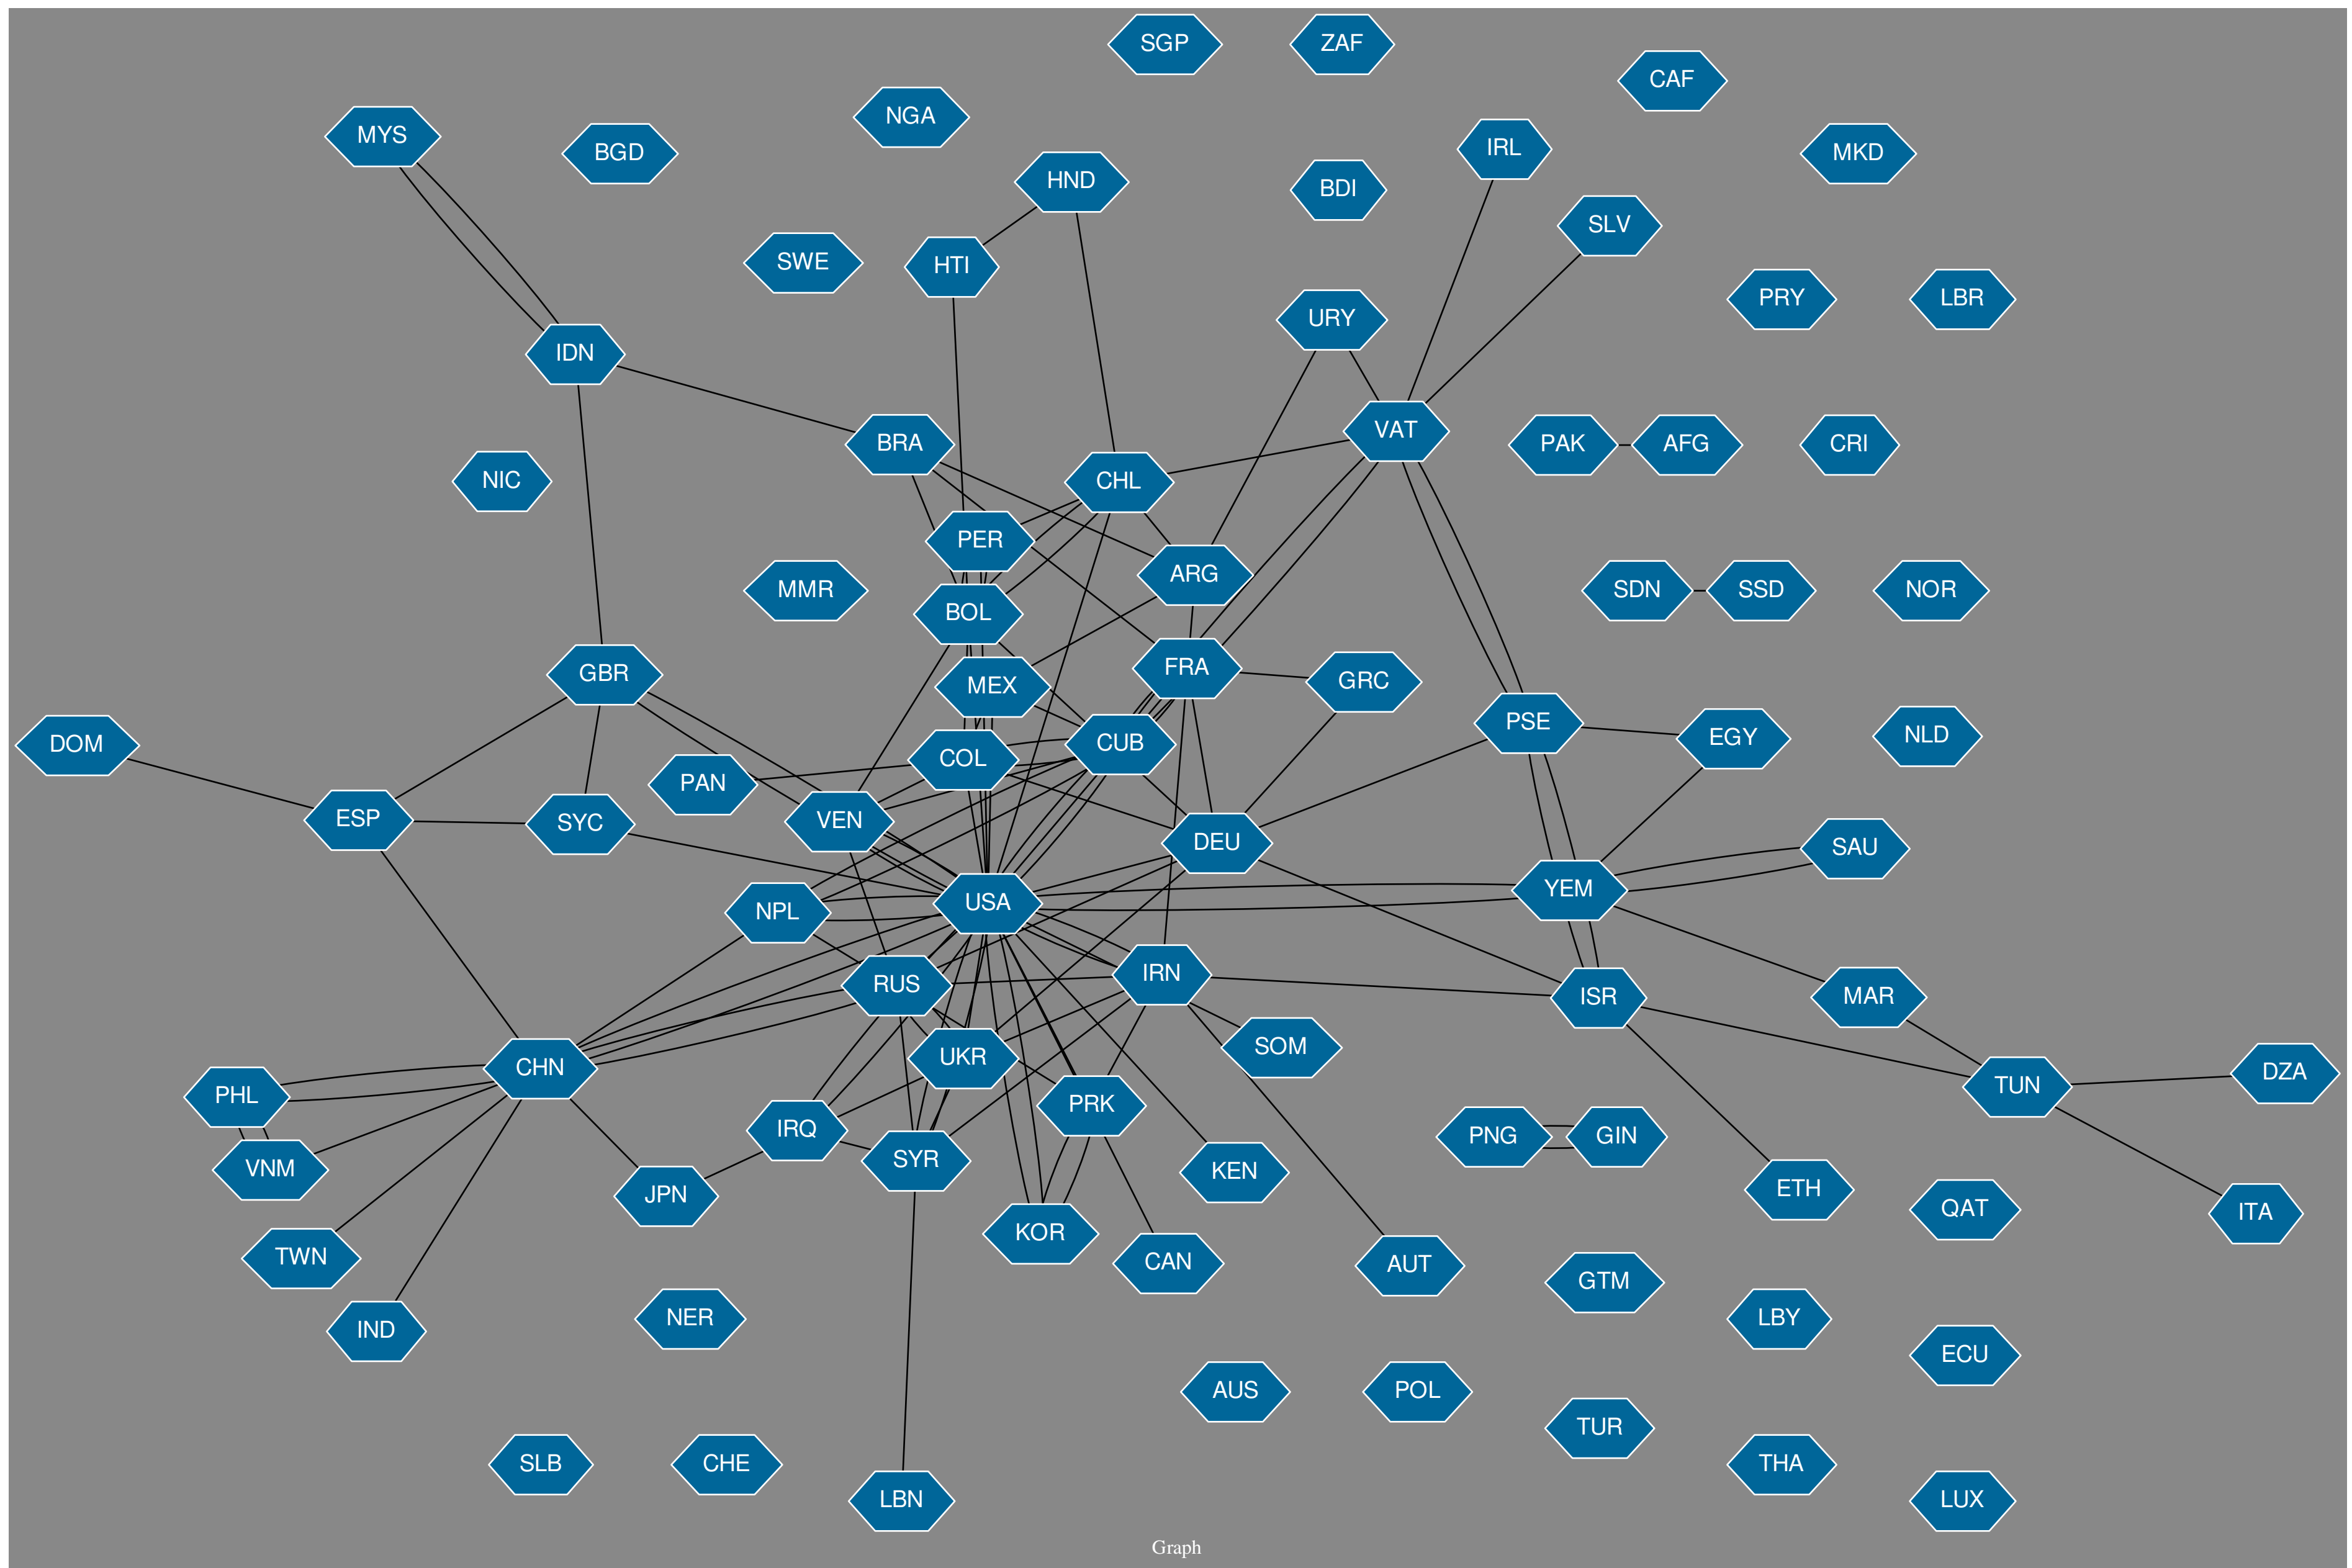 SGP
ZAF
CAF
NGA
MYS
BGD
IRL
MKD
HND
BDI
SLV
SWE
HTI
PRY
LBR
URY
IDN
VAT
BRA
PAK
AFG
CRI
NIC
CHL
PER
ARG
MMR
SDN
SSD
NOR
BOL
FRA
GBR
MEX
GRC
PSE
EGY
NLD
DOM
CUB
COL
PAN
ESP
SYC
VEN
DEU
SAU
YEM
USA
NPL
IRN
RUS
ISR
MAR
SOM
UKR
CHN
DZA
TUN
PHL
PRK
IRQ
PNG
GIN
SYR
VNM
KEN
JPN
ETH
QAT
ITA
KOR
TWN
CAN
AUT
GTM
NER
LBY
IND
ECU
AUS
POL
TUR
SLB
CHE
THA
LBN
LUX
Graph